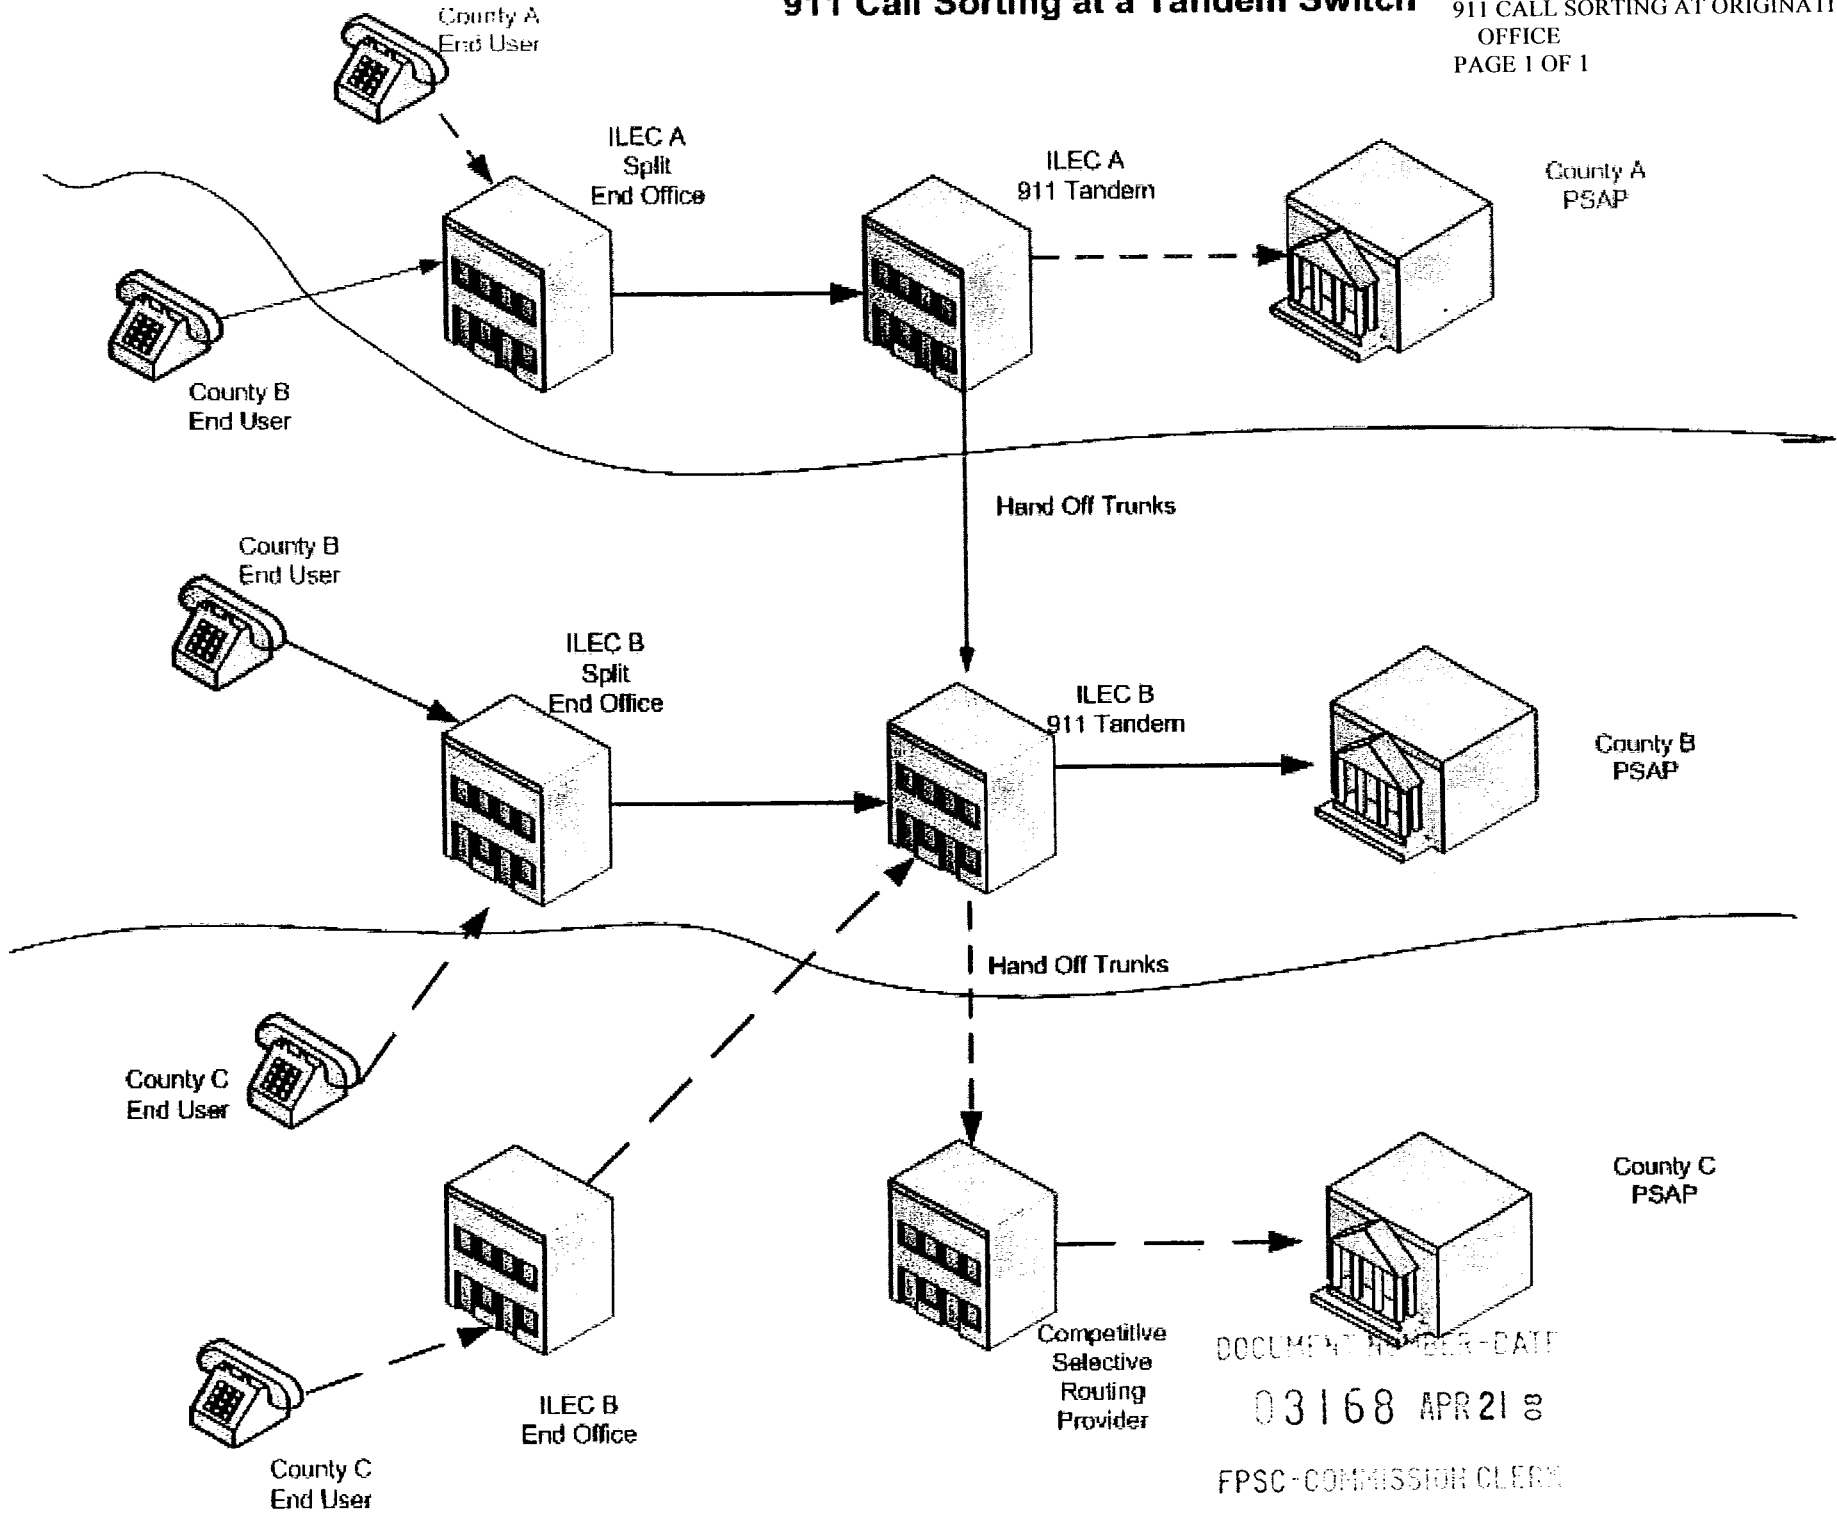 911 Call Sorting at a Tandem Switch
911 CALL SORTING AT ORIGINATI
OFFICE
PAGE 1 OF 1
County A
End User
ILEC A
Split
End Office
ILEC A
911 Tandem
County A
PSAP
County B
End User
Hand Off Trunks
County B
End User
ILEC B
Split
End Office
ILEC B
911 Tandem
County B
PSAP
Hand Off Trunks
County C
End User
County C
PSAP
Competitive
Selective
Routing
Provider
ILEC B
End Office
County C
End User
DOCUMENT NUMBER-DATE
03168 APR 21 08
FPSC-COMMISSION CLERK